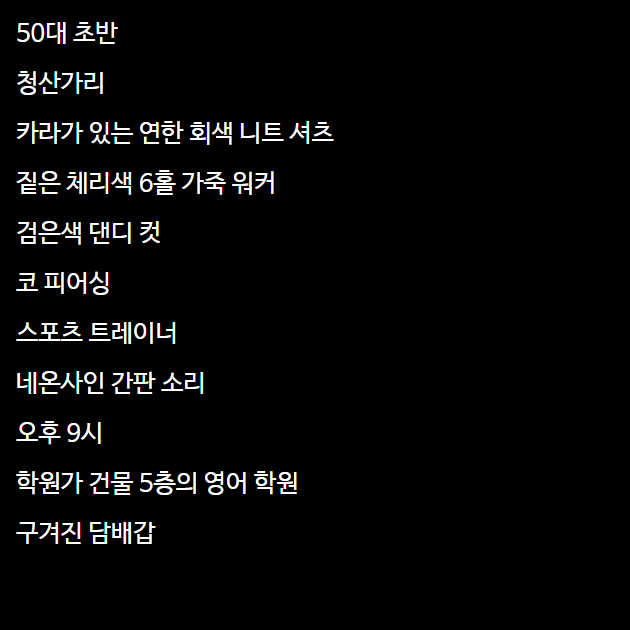 50대 초반
청산가리
카라가 있는 연한 회색 니트 셔츠
짙은 체리색 6홀 가죽 워커
검은색 댄디 컷
코 피어싱
스포츠 트레이너
네온사인 간판 소리
오후 9시
학원가 건물 5층의 영어 학원
구겨진 담배갑